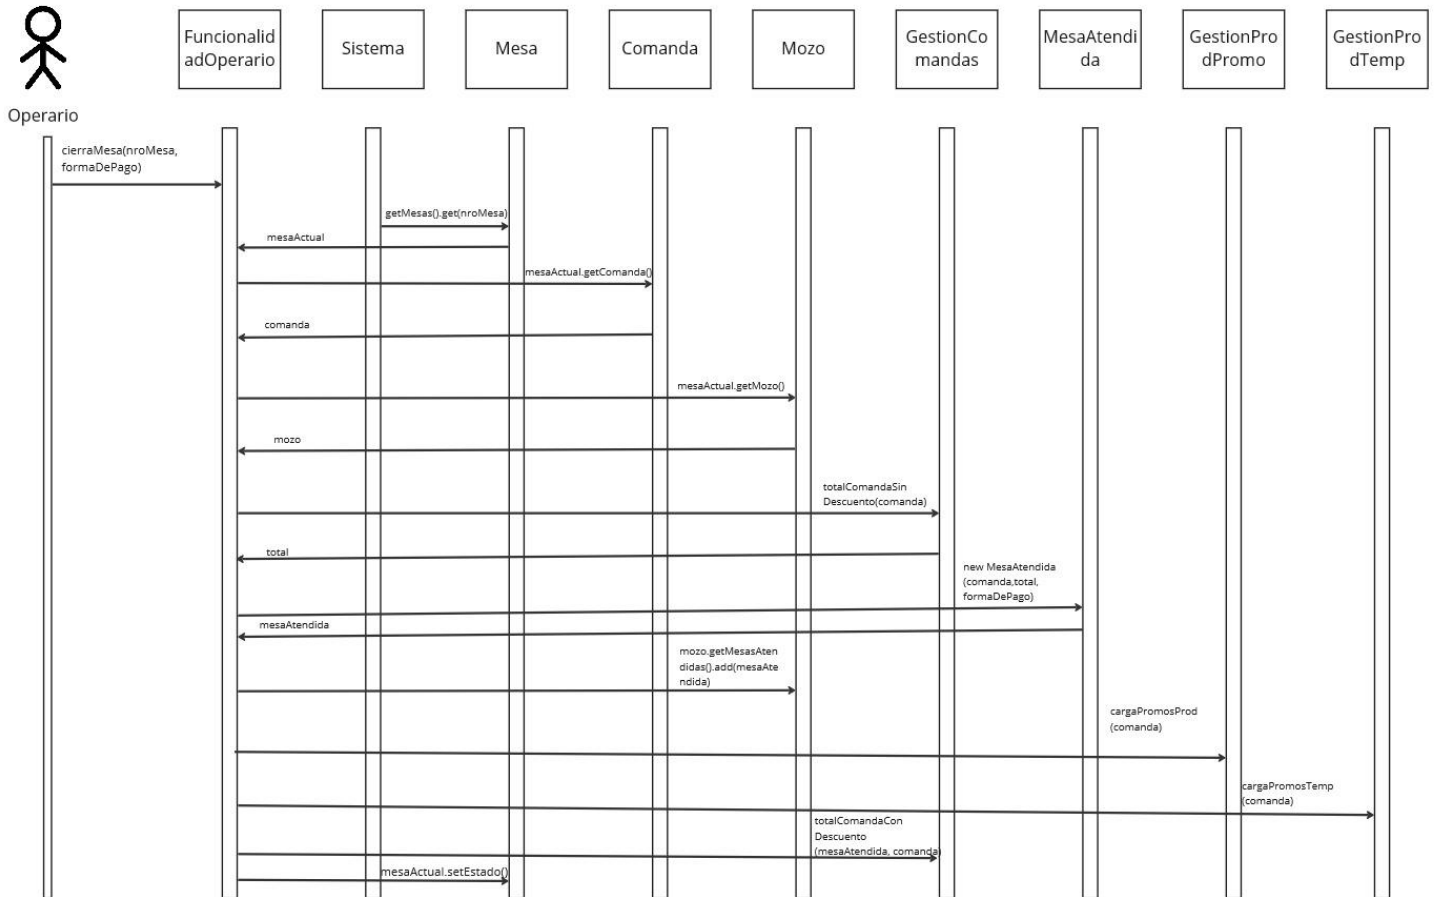 Funcionali
dadOperario
Sistema
Mesa
Comanda
Mozo
GestionCo
mandas
MesaAtendi
da
GestionPro
dPromo
GestionPro
dTemp
Operario
cierraMesa(nroMesa,
formaDePago)
getMesas().get(nroMesa)
mesaActual
mesaActual.getComanda()
comanda
mesaActual.getMozo()
mozo
totalComandaSin
Descuento(comanda)
total
new MesaAtendida
(comanda,total,
formaDePago)
mesaAtendida
mozo.getMesasAten
didas().add(mesaAte
ndida)
cargaPromosProd
(comanda)
cargaPromosTemp
(comanda)
totalComandaCon
Descuento
(mesaAtendida, comanda)
mesaActual.setEstado()